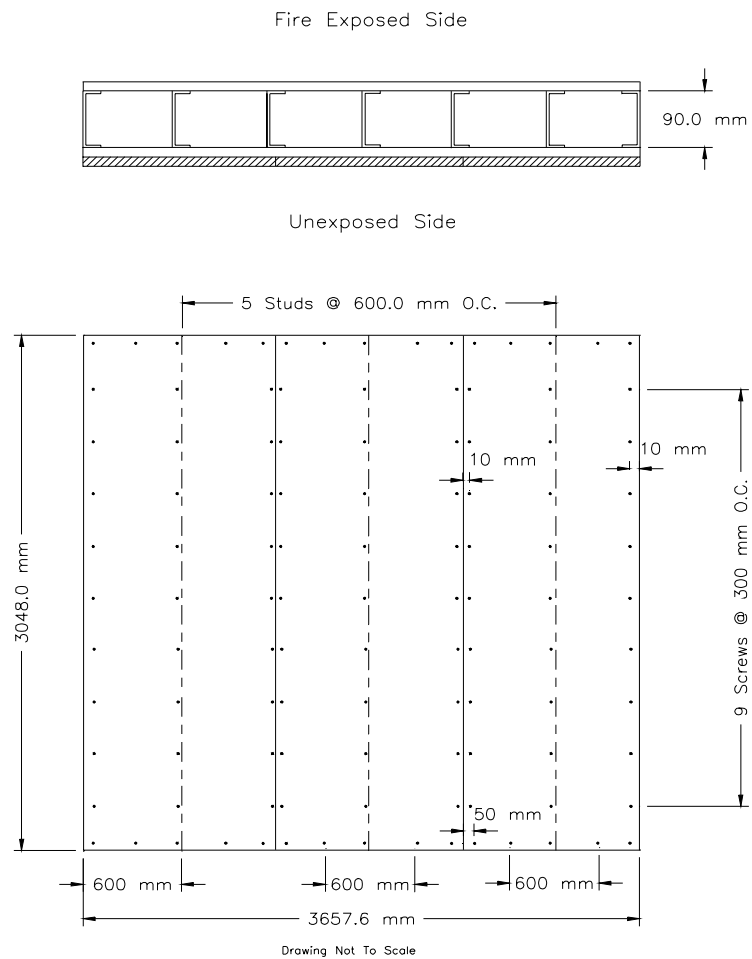 Fire Exposed Side
90.0 mm
Unexposed Side
5 Studs @ 600.0 mm O.C.
10 mm
10 mm
3048.0 mm
9 Screws @ 300 mm O.C.
50 mm
600 mm
600 mm
600 mm
3657.6 mm
Drawing Not To Scale